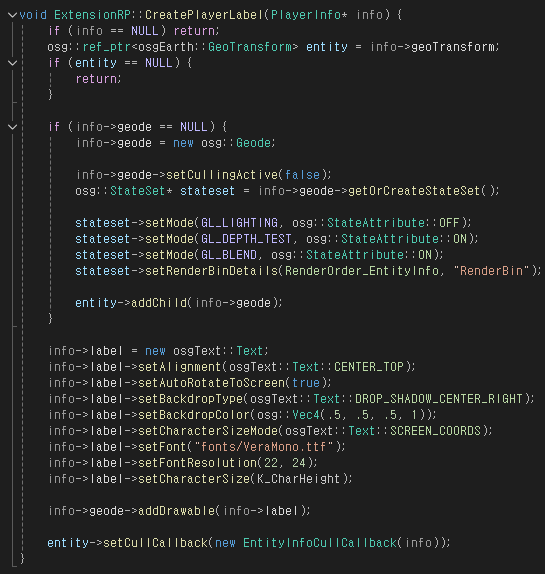 void ExtensionRP::CreatePlayerLabel(PlayerInfo* info) {
    if (info == NULL) return;
    osg::ref_ptr<osgEarth::GeoTransform> entity = info->geoTransform;
    if (entity == NULL) {
        return;
    }

    if (info->geode == NULL) {
        info->geode = new osg::Geode;

        info->geode->setCullingActive(false);
        osg::StateSet* stateset = info->geode->getOrCreateStateSet();

        stateset->setMode(GL_LIGHTING, osg::StateAttribute::OFF);
        stateset->setMode(GL_DEPTH_TEST, osg::StateAttribute::ON);
        stateset->setMode(GL_BLEND, osg::StateAttribute::ON);
        stateset->setRenderBinDetails(RenderOrder_EntityInfo, "RenderBin");

        entity->addChild(info->geode);
    }

    info->label = new osgText::Text;
    info->label->setAlignment(osgText::Text::CENTER_TOP);
    info->label->setAutoRotateToScreen(true);
    info->label->setBackdropType(osgText::Text::DROP_SHADOW_CENTER_RIGHT);
    info->label->setBackdropColor(osg::Vec4(.5, .5, .5, 1));
    info->label->setCharacterSizeMode(osgText::Text::SCREEN_COORDS);
    info->label->setFont("fonts/VeraMono.ttf");
    info->label->setFontResolution(22, 24);
    info->label->setCharacterSize(K_CharHeight);

    info->geode->addDrawable(info->label);

    entity->setCullCallback(new EntityInfoCullCallback(info));
}